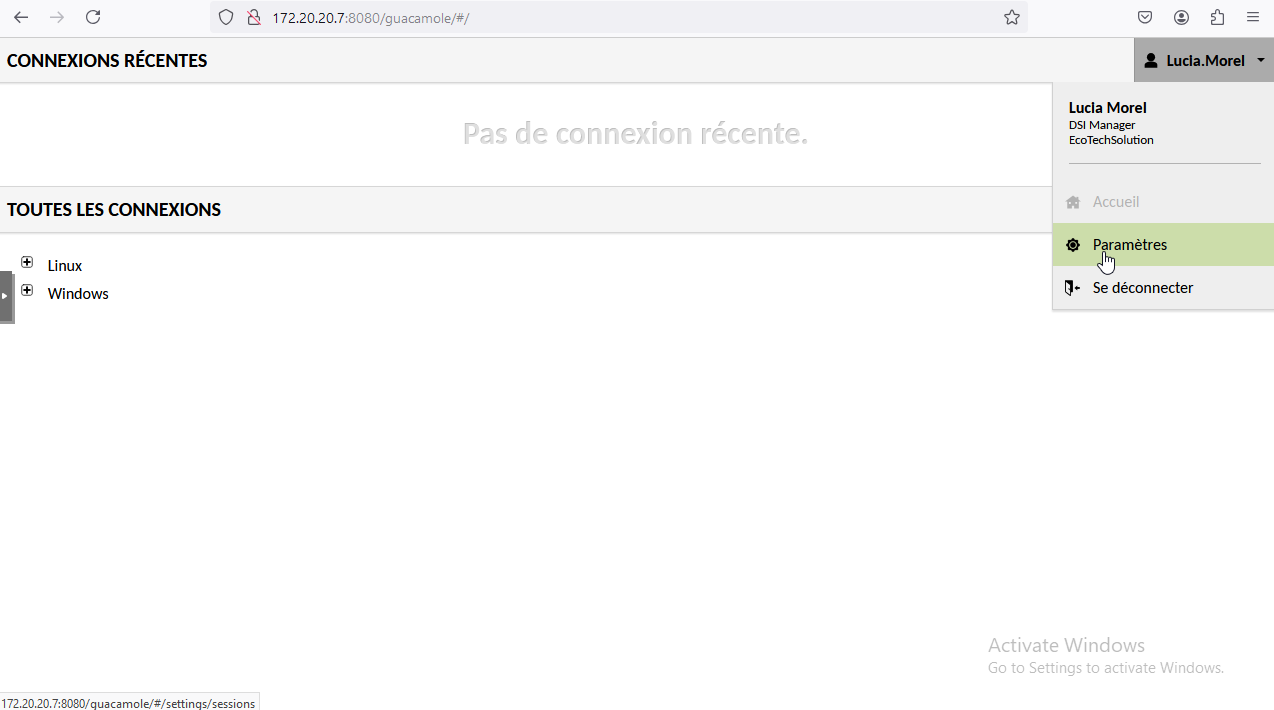 172.20.20.7:8080/guacamole/#/
CONNEXIONS RÉCENTES
Lucia.Morel
Lucia Morel
DSI Manager
EcoTechSolution
Pas de connexion récente.
Accueil
TOUTES LES CONNEXIONS
Paramètres
Linux
Se déconnecter
Windows
Activate Windows
Go to Settings to activate Windows.
172.20.20.7:8080/guacamole/#/settings/sessions